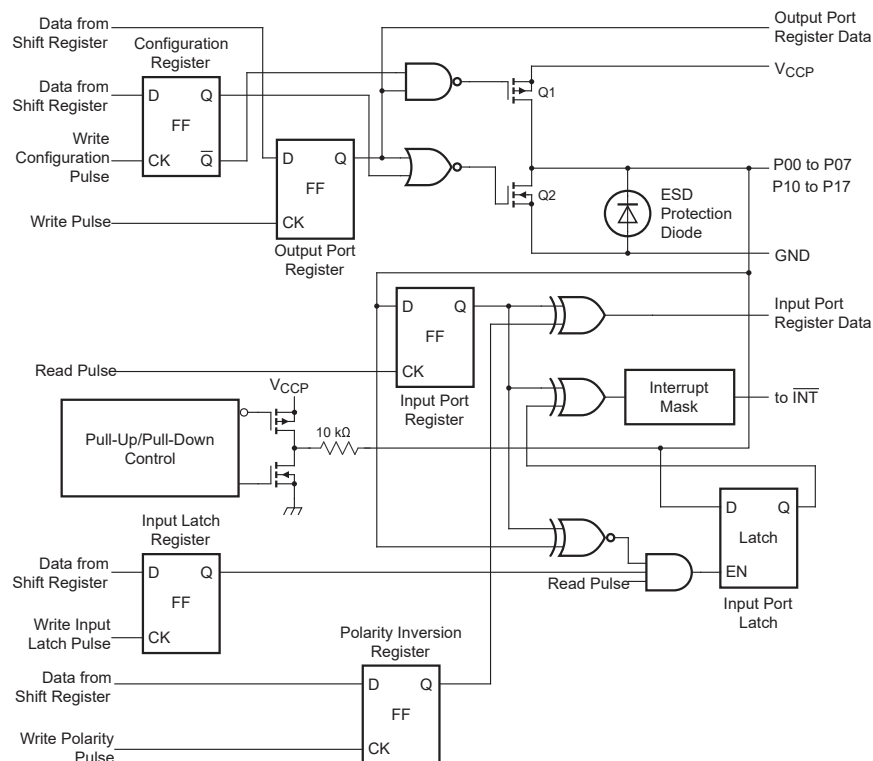 Data from
Shift Register
Configuration
Register
Output Port
Register Data
VCCP
Data from
Shift Register
D
Q
FF
CK
Q
Write
Configuration
Pulse
Q1
D
Q
FF
CK
Write Pulse
Output Port
Register
Q2
P00 to P07
P10 to P17
ESD
Protection
Diode
GND
D
Q
FF
CK
Input Port
Register Data
Read Pulse
Input Port
Register
Interrupt
Mask
to INT
VCCP
Pull-Up/Pull-Down
Control
10 kΩ
D
Q
Latch
EN
Input Port
Latch
Input Latch
Register
Data from
Shift Register
D
Q
FF
CK
Read Pulse
Write Input
Latch Pulse
Polarity Inversion
Register
Data from
Shift Register
D
Q
FF
CK
Write Polarity
Pulse